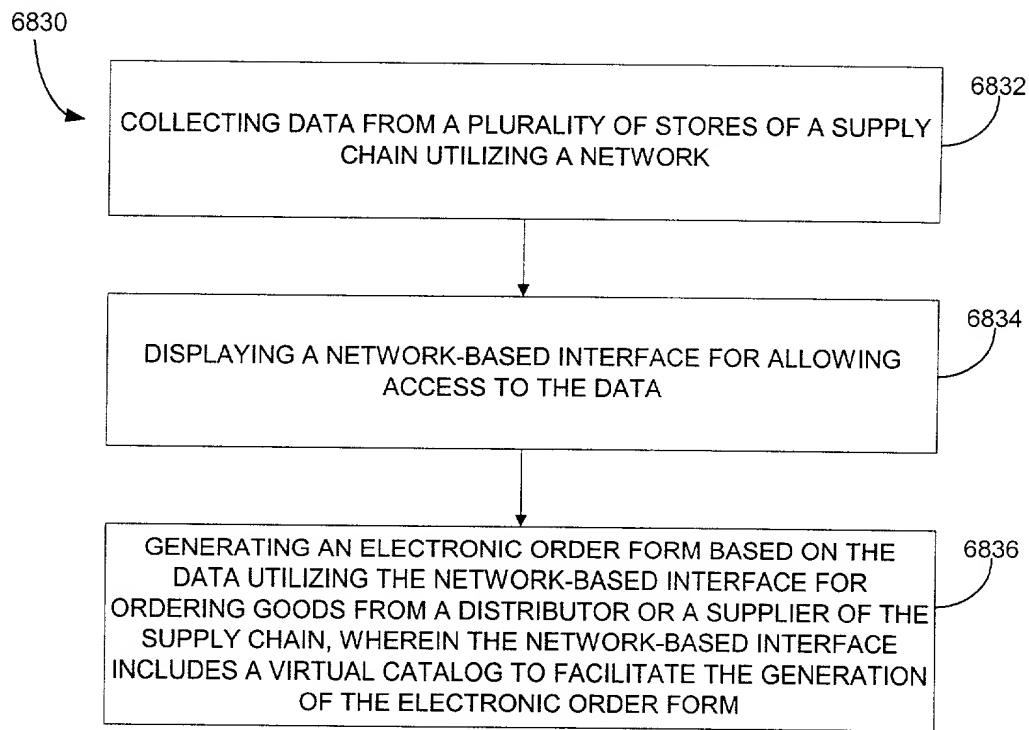 6830
6832
COLLECTING DATA FROM A PLURALITY OF STORES OF A SUPPLY
CHAIN UTILIZING A NETWORK
6834
DISPLAYING A NETWORK-BASED INTERFACE FOR ALLOWING
ACCESS TO THE DATA
6836
GENERATING AN ELECTRONIC ORDER FORM BASED ON THE
DATA UTILIZING THE NETWORK-BASED INTERFACE FOR
ORDERING GOODS FROM A DISTRIBUTOR OR A SUPPLIER OF THE
SUPPLY CHAIN, WHEREIN THE NETWORK-BASED INTERFACE
INCLUDES A VIRTUAL CATALOG TO FACILITATE THE GENERATION
OF THE ELECTRONIC ORDER FORM